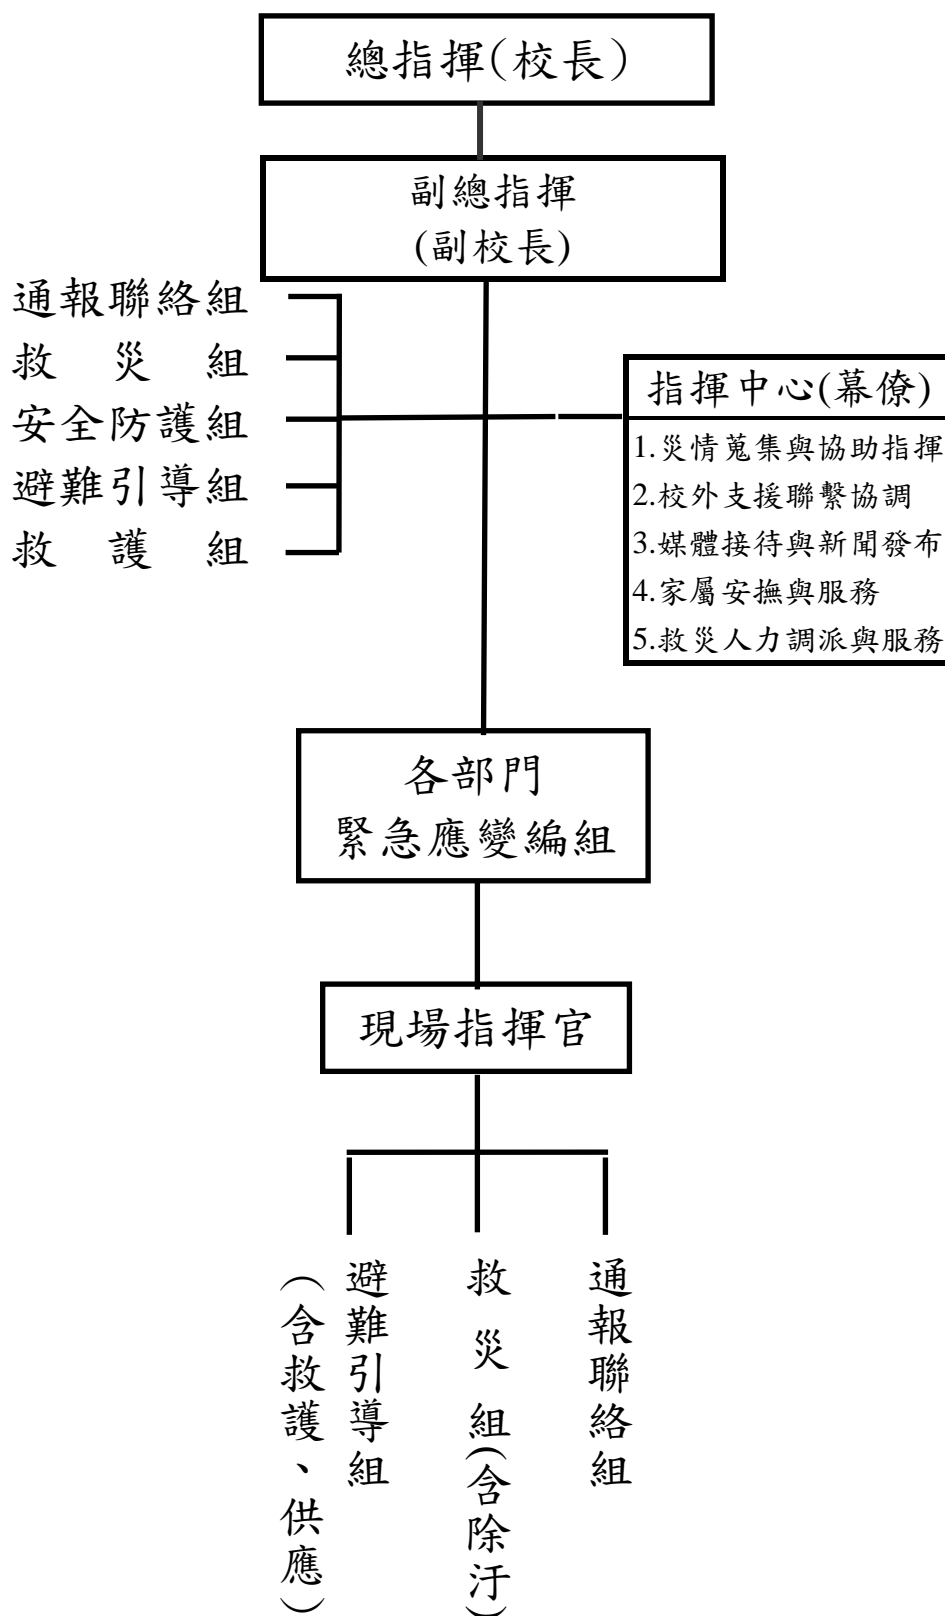 總指揮(校長)
副總指揮
(副校長)
通報聯絡組
救災組
安全防護組
避難引導組
救護組
指揮中心(幕僚)
1.災情蒐集與協助指揮
2.校外支援聯繫協調
3.媒體接待與新聞發布
4.家屬安撫與服務
5.救災人力調派與服務
各部門
緊急應變編組
現場指揮官
通報聯絡組
救災組(含除汙)
避難引導組
(含救護、供應)